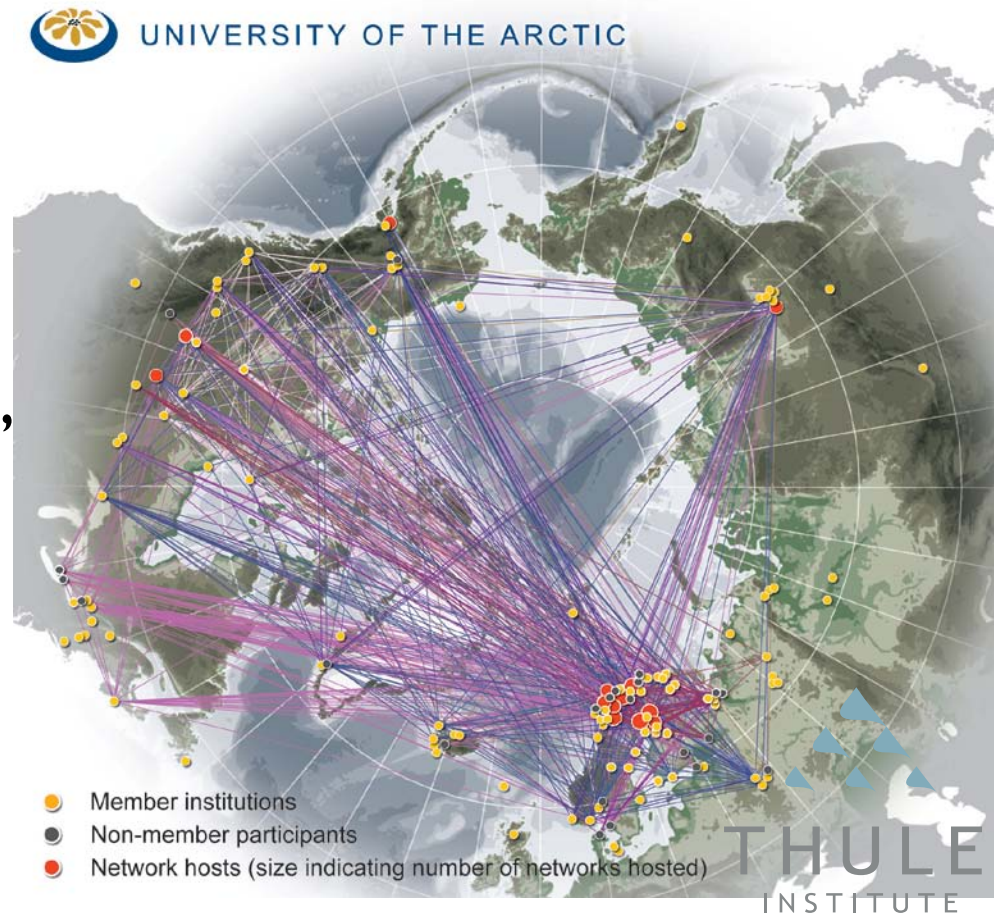 UNIVERSITY OF THE ARCTIC
,
Member institutions
Non-member participants
Network hosts (size indicating number of networks hosted)
THULE
INSTITUTE